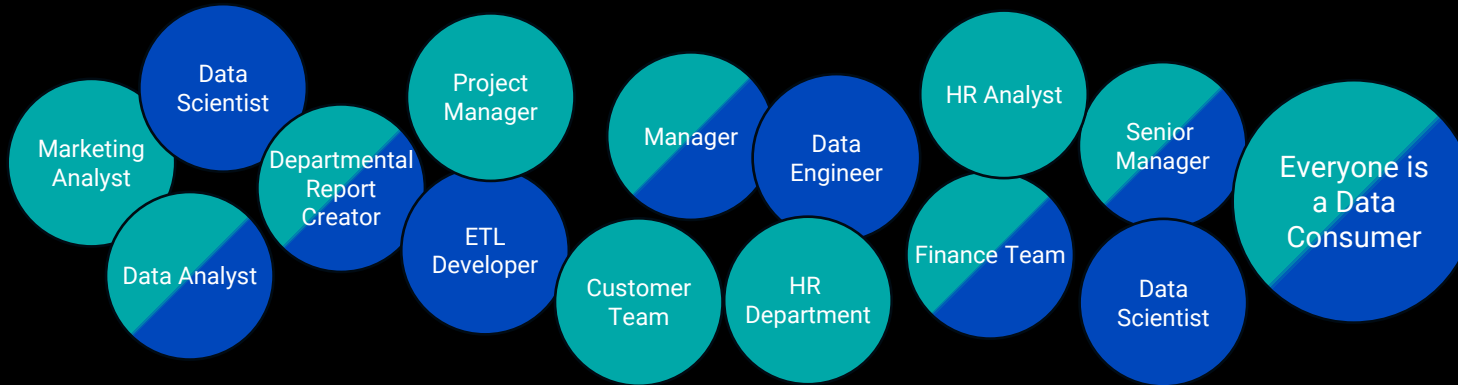 Marketing
Analyst
Data
Scientist
Data Analyst
Departmental
Report
Creator
Project
Manager
ETL
Developer
Customer
Team
Manager
Data
Engineer
HR
Department
HR Analyst
Finance Team
Senior
Manager
Data
Scientist
Everyone is
a Data
Consumer